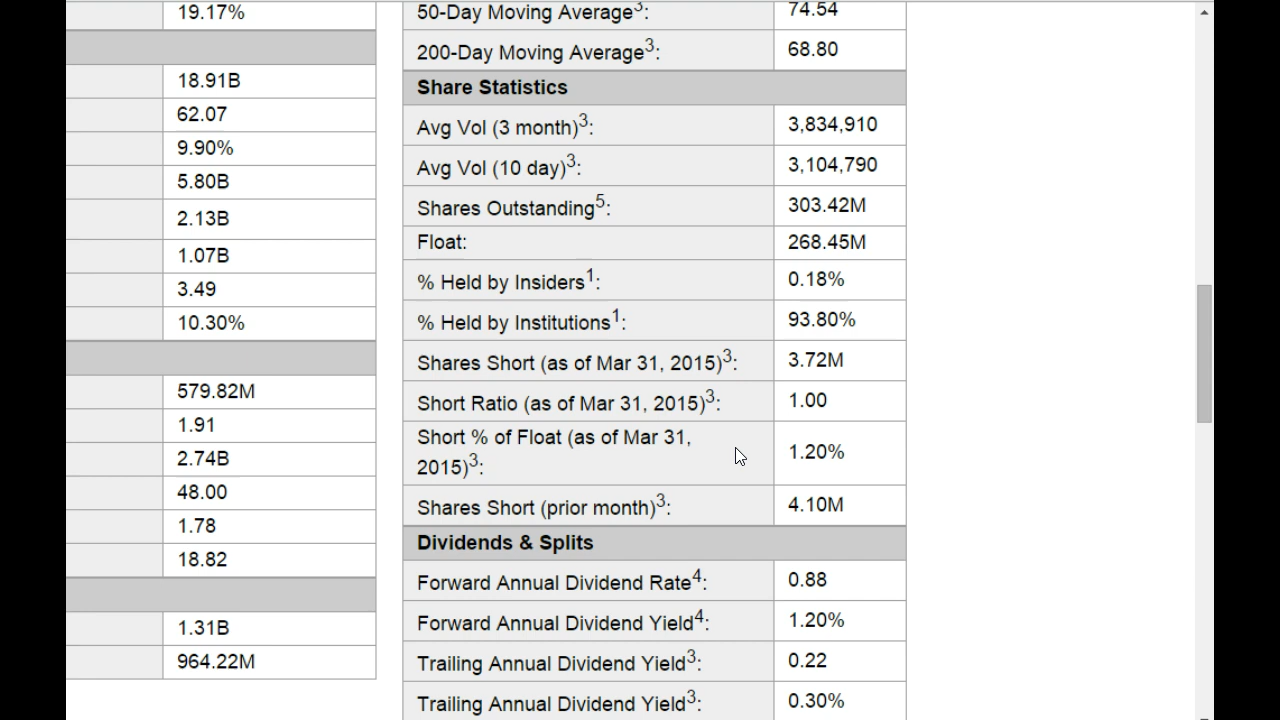 19.17%
18.91B
62.07
9.90%
5.80B
2.13B
1.07B
3.49
10.30%
579.82M
1.91
2.74B
48.00
1.78
18.82
1.31B
964.22M
50-Day Moving Average3: 74.54
200-Day Moving Average3: 68.80
Share Statistics
Avg Vol (3 month)3: 3,834,910
Avg Vol (10 day)3: 3,104,790
Shares Outstanding5: 303.42M
Float: 268.45M
% Held by Insiders1: 0.18%
% Held by Institutions1: 93.80%
Shares Short (as of Mar 31, 2015)3: 3.72M
Short Ratio (as of Mar 31, 2015)3: 1.00
Short % of Float (as of Mar 31,
2015)3: 1.20%
Shares Short (prior month)3: 4.10M
Dividends & Splits
Forward Annual Dividend Rate4: 0.88
Forward Annual Dividend Yield4: 1.20%
Trailing Annual Dividend Yield3: 0.22
Trailing Annual Dividend Yield3: 0.30%